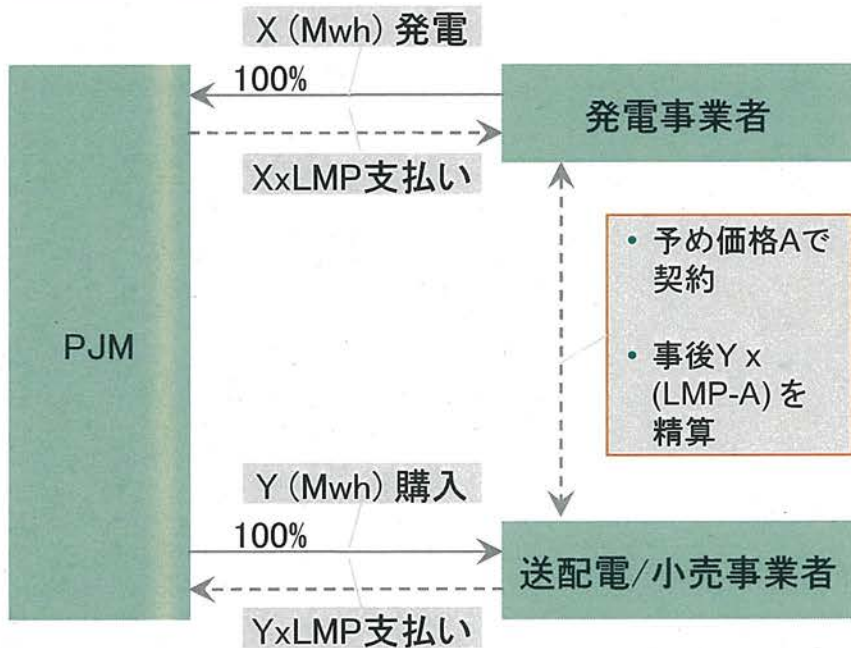 X (Mwh) 発電
100%
発電事業者
XxLMP支払い
• 予め価格Aで
契約
• 事後Y x
(LMP-A) を
精算
PJM
Y (Mwh) 購入
100%
送配電/小売事業者
YxLMP支払い